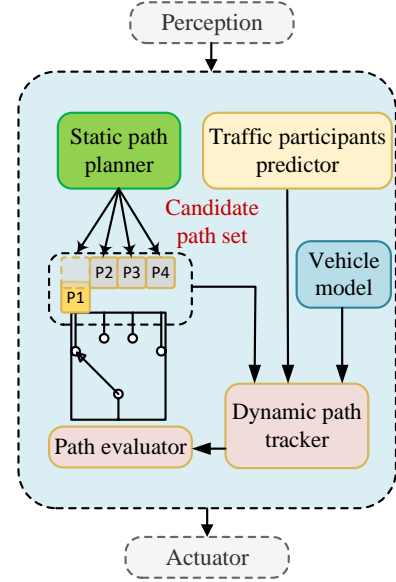 Perception
Static path
planner
Traffic participants
predictor
Candidate
path set
P2 P3 P4
P1
Vehicle
model
Dynamic path
tracker
Path evaluator
Actuator